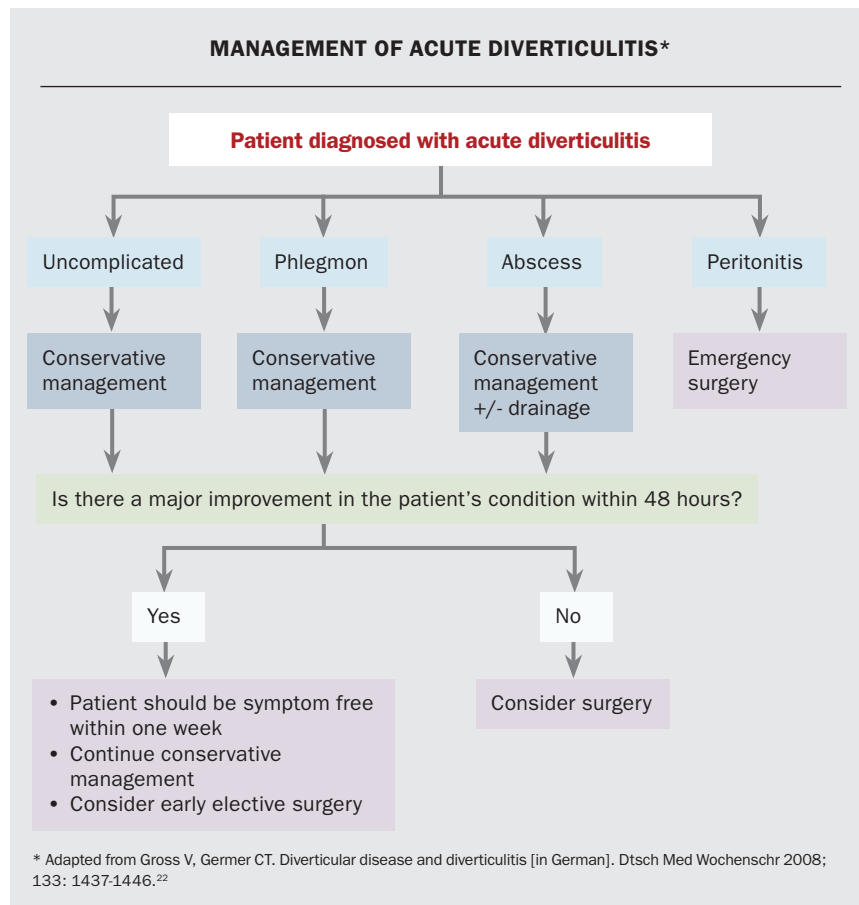 MANAGEMENT OF ACUTE DIVERTICULITIS*
Patient diagnosed with acute diverticulitis
Uncomplicated
Phlegmon
Abscess
Peritonitis
Conservative
management
Conservative
management
Conservative
management
+/- drainage
Emergency
surgery
Is there a major improvement in the patient’s condition within 48 hours?
Yes
No
• Patient should be symptom free
within one week
• Continue conservative
management
• Consider early elective surgery
Consider surgery
* Adapted from Gross V, Germer CT. Diverticular disease and diverticulitis [in German]. Dtsch Med Wochenschr 2008;
133: 1437-1446.²²